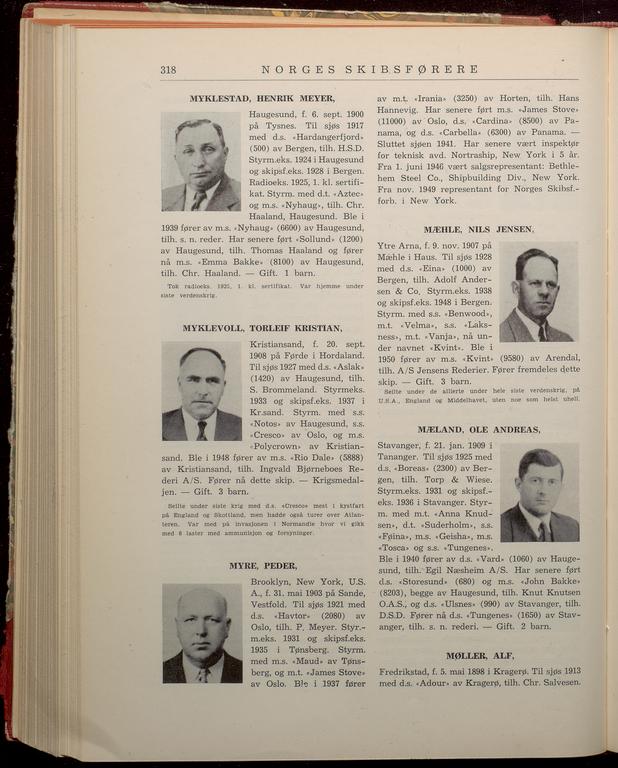 318 NORGES SKIBSFØRERE
MYKLESTAD, HENRIK MEYER,
Haugesund, f. 6. sept. 1900
på Tysnes. Til sjøs 1917
med d.s. «Hardangerfjord»
(500) av Bergen, tilh. H.S.D.
Styrm.eks. 1924 i Haugesund
og skipsf.eks. 1928 i Bergen.
Radioeks. 1925, 1. kl. sertifi-
kat. Styrm. med d.t. «Aztec»
og m.s. «Nyhaug», tilh. Chr.
Haaland, Haugesund. Ble i
1939 fører av m.s. «Nyhaug» (6600) av Haugesund,
tilh. s. n. reder. Har senere ført «Sollund» (1200)
av Haugesund, tilh. Thomas Haaland og fører
nå m.s. «Emma Bakke» (8100) av Haugesund,
tilh. Chr. Haaland. — Gift. 1 barn.
Tok radioeks. 1925, 1. kl. sertifikat. Var hjemme under
siste verdenskrig.
MYKLEVOLL, TORLEIF KRISTIAN,
Kristiansand, f. 20. sept.
1908 på Førde i Hordaland.
Til sjøs 1927 med d.s. «Aslak»
(1420) av Haugesund, tilh.
S. Brommeland. Styrmeks.
1933 og skipsf.eks. 1937 i
Kr.sand. Styrm. med s.s.
«Notos» av Haugesund, s.s.
«Cresco» av Oslo, og m.s.
«Polycrown» av Kristian-
sand. Ble i 1948 fører av m.s. «Rio Dale» (5888)
av Kristiansand, tilh. Ingvald Bjørneboes Re-
deri A/S. Fører nå dette skip. — Krigsmedal-
jen. — Gift. 3 barn.
Seilte under siste krig med d.s. «Cresco» mest i kystfart
på England og Skottland, men hadde også turer over Atlan-
teren. Var med på invasjonen i Normandie hvor vi gikk
med 6 laster med ammunisjon og forsyninger.
MYRE, PEDER,
Brooklyn, New York, U.S.
A., f. 31. mai 1903 på Sande,
Vestfold. Til sjøs 1921 med
d.s. «Havtor» (2080) av
Oslo, tilh. P. Meyer. Styr.-
m.eks. 1931 og skipsf.eks.
1935 i Tønsberg. Styrm.
med m.s. «Maud» av Tøns-
berg, og m.t. «James Stove»
av Oslo. Ble i 1937 fører
av m.t. «Irania» (3250) av Horten, tilh. Hans
Hannevig. Har senere ført m.s. «James Stove»
(11000) av Oslo, d.s. «Cardina» (8500) av Pa-
nama, og d.s. «Carbella» (6300) av Panama. —
Sluttet sjøen 1941. Har senere vært inspektør
for teknisk avd. Nortraship, New York i 5 år.
Fra 1. juni 1946 vært salgsrepresentant: Bethle-
hem Steel Co., Shipbuilding Div., New York.
Fra nov. 1949 representant for Norges Skibsf.-
forb. i New York.
MÆHLE, NILS JENSEN,
Ytre Arna, f. 9. nov. 1907 på
Mæhle i Haus. Til sjøs 1928
med d.s. «Eina» (1000) av
Bergen, tilh. Adolf Ander-
sen & Co. Styrm.eks. 1938
og skipsf.eks. 1948 i Bergen.
Styrm. med s.s. «Benwood»,
m.t. «Velma», s.s. «Laks-
ness», m.t. «Vanja», nå un-
der navnet «Kvint». Ble i
1950 fører av m.s. «Kvint» (9580) av Arendal,
tilh. A/S Jensens Rederier. Fører fremdeles dette
skip. — Gift. 3 barn.
Seilte under de allierte under hele siste verdenskrig, på
U.S.A., England og Middelhavet, uten noe som helst uhell.
MÆLAND, OLE ANDREAS,
Stavanger, f. 21. jan. 1909 i
Tananger. Til sjøs 1925 med
d.s. «Boreas» (2300) av Ber-
gen, tilh. Torp & Wiese.
Styrm.eks. 1931 og skipsf.-
eks. 1936 i Stavanger. Styr-
m. med m.t. «Anna Knud-
sen», d.t. «Suderholm», s.s.
«Føina», m.s. «Geisha», m.s.
«Tosca» og s.s. «Tungenes».
Ble i 1940 fører av d.s. «Vard» (1060) av Hauge-
sund, tilh. Egil Næsheim A/S. Har senere ført
d.s. «Storesund» (680) og m.s. «John Bakke»
(8203), begge av Haugesund, tilh. Knut Knutsen
O.A.S., og d.s. «Ulsnes» (990) av Stavanger, tilh.
D.S.D. Fører nå d.s. «Tungenes» (1650) av Stav-
anger, tilh. s. n. rederi. — Gift. 2 barn.
MØLLER, ALF,
Fredrikstad, f. 5. mai 1898 i Kragerø. Til sjøs 1913
med d.s. «Adour» av Kragerø, tilh. Chr. Salvesen.